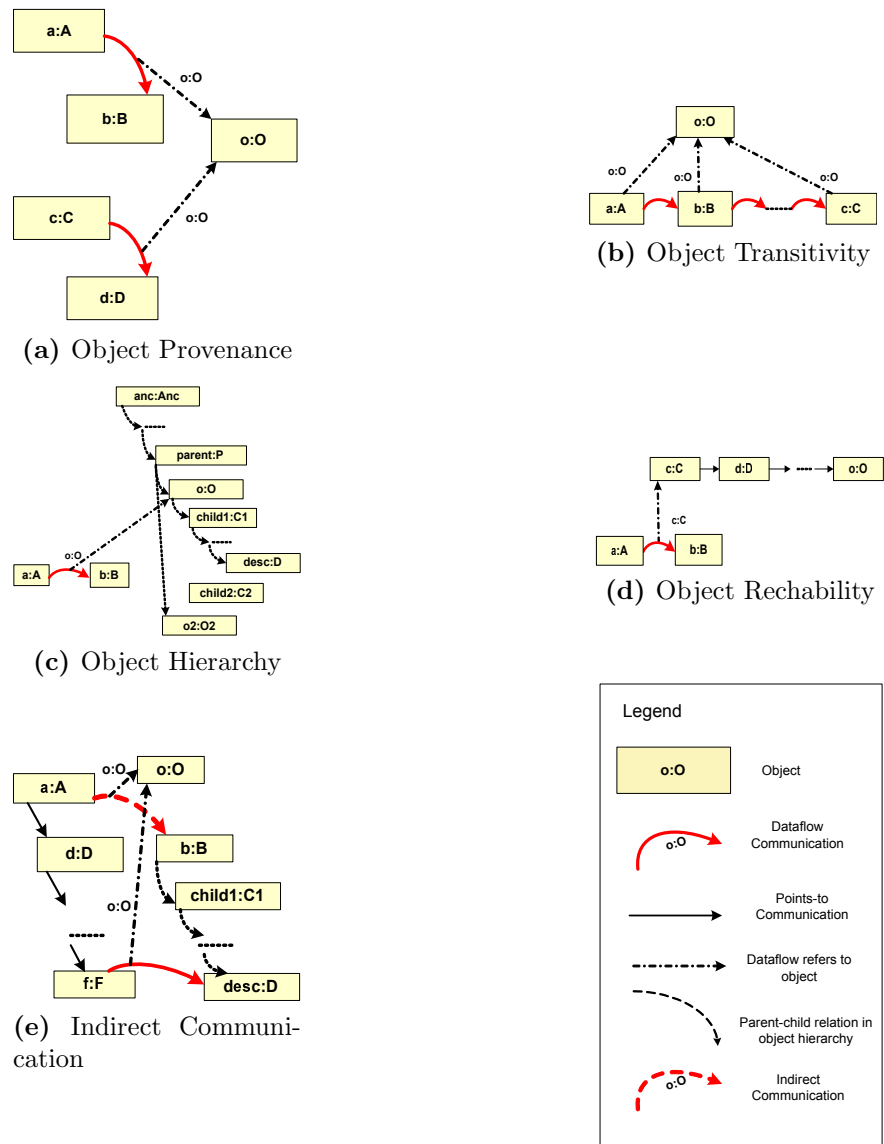 a:A
o:O
b:B
o:O
c:C
o:O
d:D
(a) Object Provenance
o:O
o:O
o:O
o:O
a:A
b:B
c:C
(b) Object Transitivity
anc:Anc
parent:P
o:O
child1:C1
o:O
desc:D
a:A
b:B
child2:C2
o2:O2
(c) Object Hierarchy
c:C
d:D
o:O
c:C
a:A
b:B
(d) Object Rechability
o:O
o:O
a:A
d:D
b:B
o:O
child1:C1
f:F
desc:D
(e) Indirect Communi-
cation
Legend
o:O
Object
o:O
Dataflow
Communication
Points-to
Communication
Dataflow refers to
object
Parent-child relation in
object hierarchy
o:O
Indirect
Communication